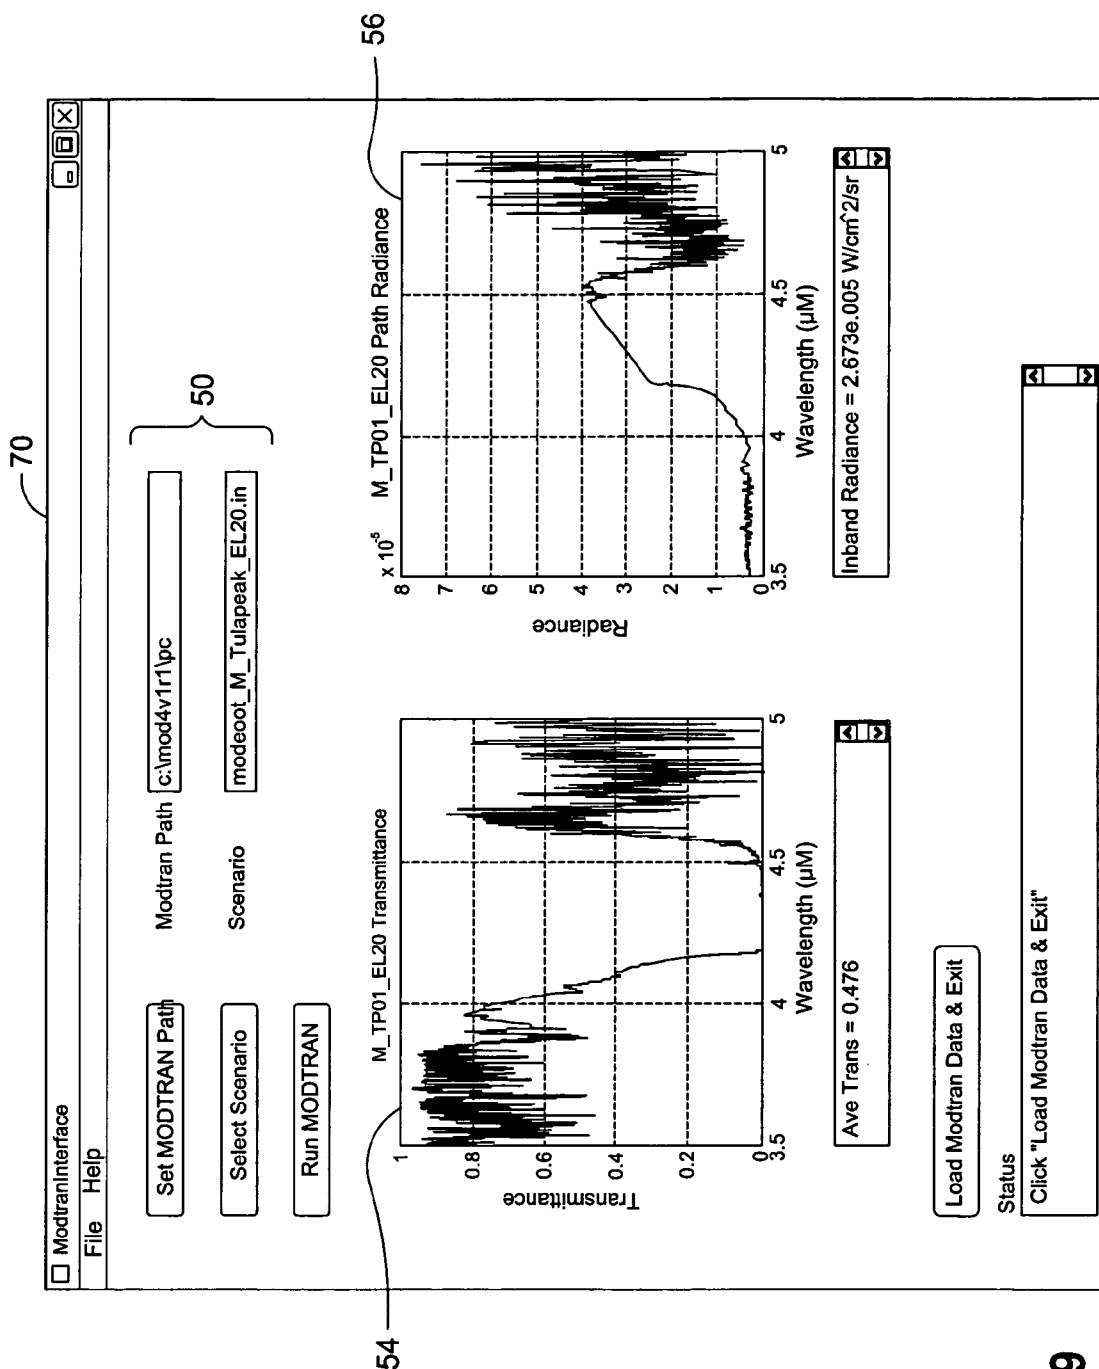 70
ModtranInterface
File Help
Set MODTRAN Path
Modtran Path
c:\mod4v1r1\pc
Select Scenario
Scenario
modeoot_M_Tulapeak_EL20.in
50
Run MODTRAN
54
M_TP01_EL20 Transmittance
Transmittance
1
0.8
0.6
0.4
0.2
0
3.5
4
4.5
5
Wavelength (µM)
Ave Trans = 0.476
56
x 10-5
M_TP01_EL20 Path Radiance
Radiance
8
7
6
5
4
3
2
1
0
3.5
4
4.5
5
Wavelength (µM)
Inband Radiance = 2.673e.005 W/cm^2/sr
Load Modtran Data & Exit
Status
Click "Load Modtran Data & Exit"
9